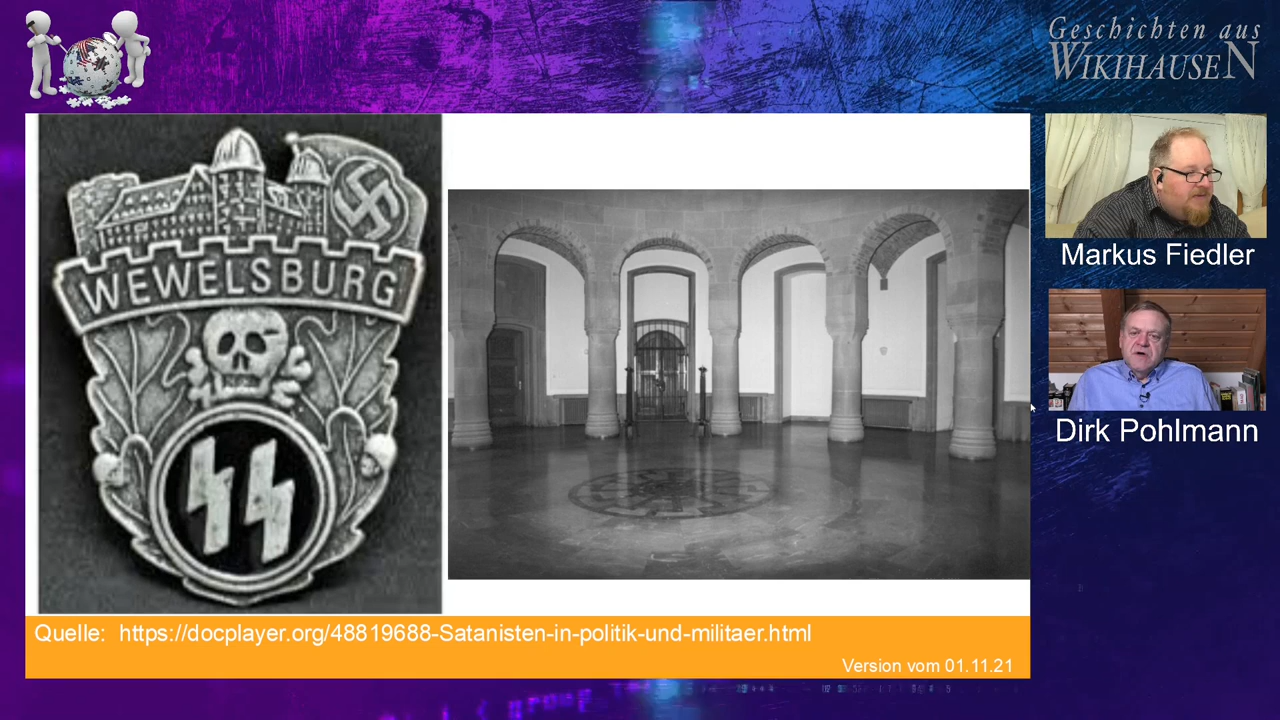 Geschichten aus
WIKIHAUSEN
WEWELSBURG
Markus Fiedler
Dirk Pohlmann
Quelle: https://docplayer.org/48819688-Satanisten-in-politik-und-militaer.html
Version vom 01.11.21